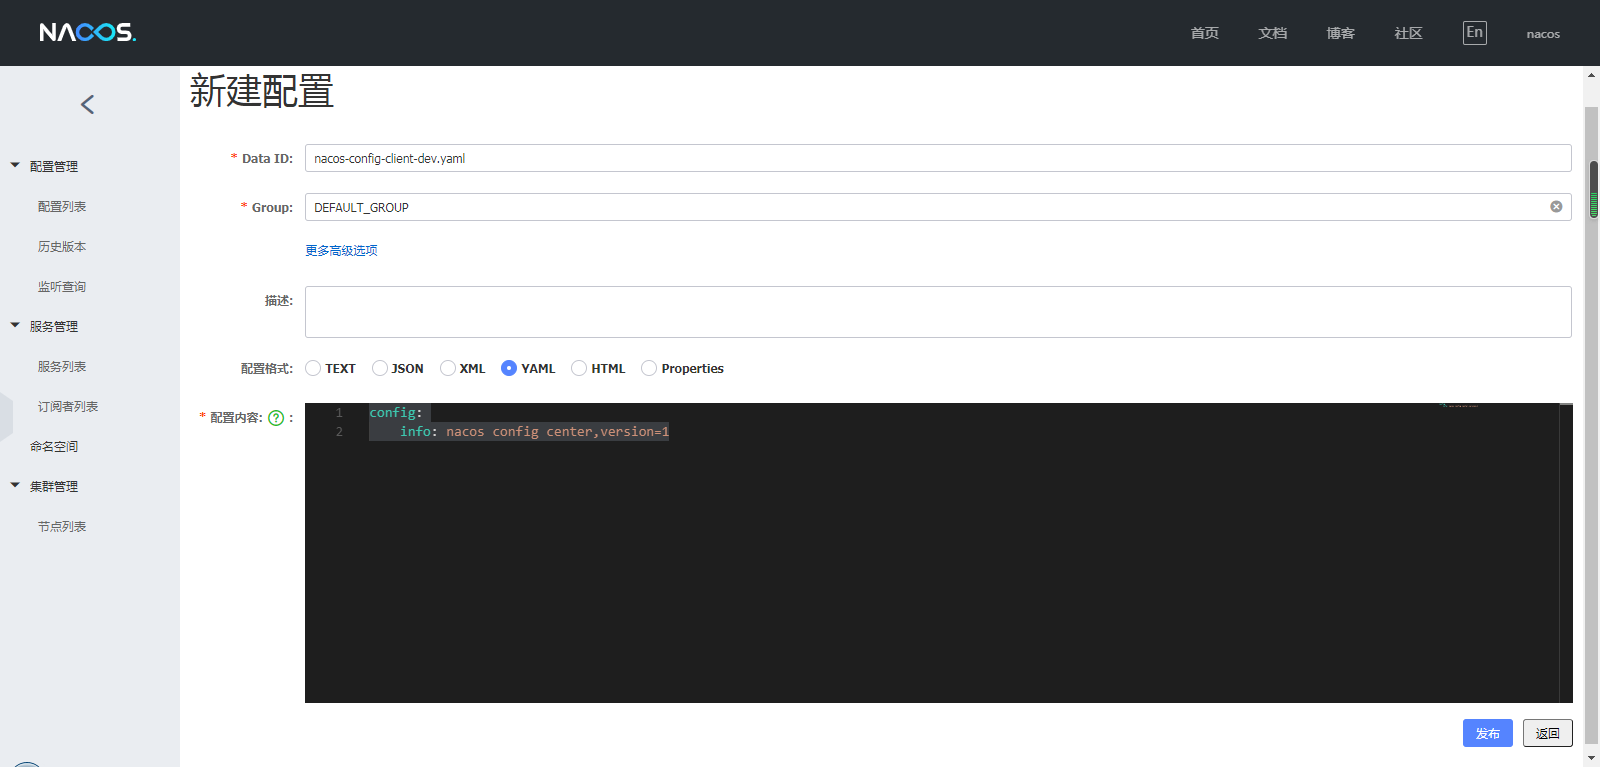 NACOS.
首页 文档 博客 社区 En nacos
新建配置
配置管理
配置列表
历史版本
监听查询
服务管理
服务列表
订阅者列表
命名空间
集群管理
节点列表
* Data ID: nacos-config-client-dev.yaml
* Group: DEFAULT_GROUP
更多高级选项
描述:
配置格式: TEXT JSON XML YAML HTML Properties
* 配置内容: ? :
1 config:
2 info: nacos config center,version=1
发布 返回